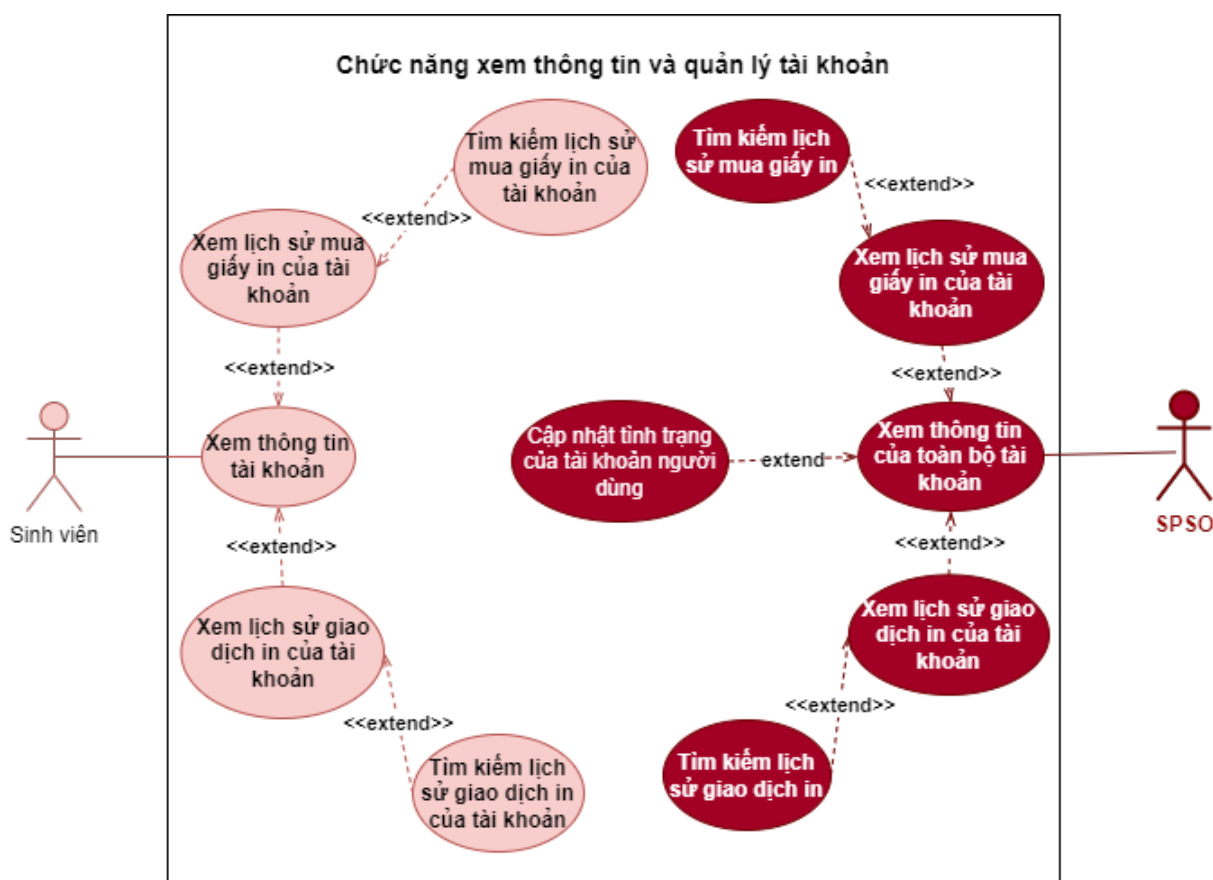 Chức năng xem thông tin và quản lý tài khoản
Tìm kiếm lịch sử
mua giấy in của
tài khoản
<<extend>>
Xem lịch sử mua
giấy in của tài
khoản
<<extend>>
Xem thông tin
tài khoản
Sinh viên
<<extend>>
Xem lịch sử giao
dịch in của tài
khoản
<<extend>>
Tìm kiếm lịch
sử giao dịch in
của tài khoản
Tìm kiếm lịch
sử mua giấy in
<<extend>>
Xem lịch sử mua
giấy in của tài
khoản
<<extend>>
Cập nhật tình trạng
của tài khoản người
dùng
extend
Xem thông tin
của toàn bộ tài
khoản
SPSO
<<extend>>
Xem lịch sử giao
dịch in của tài
khoản
<<extend>>
Tìm kiếm lịch
sử giao dịch in